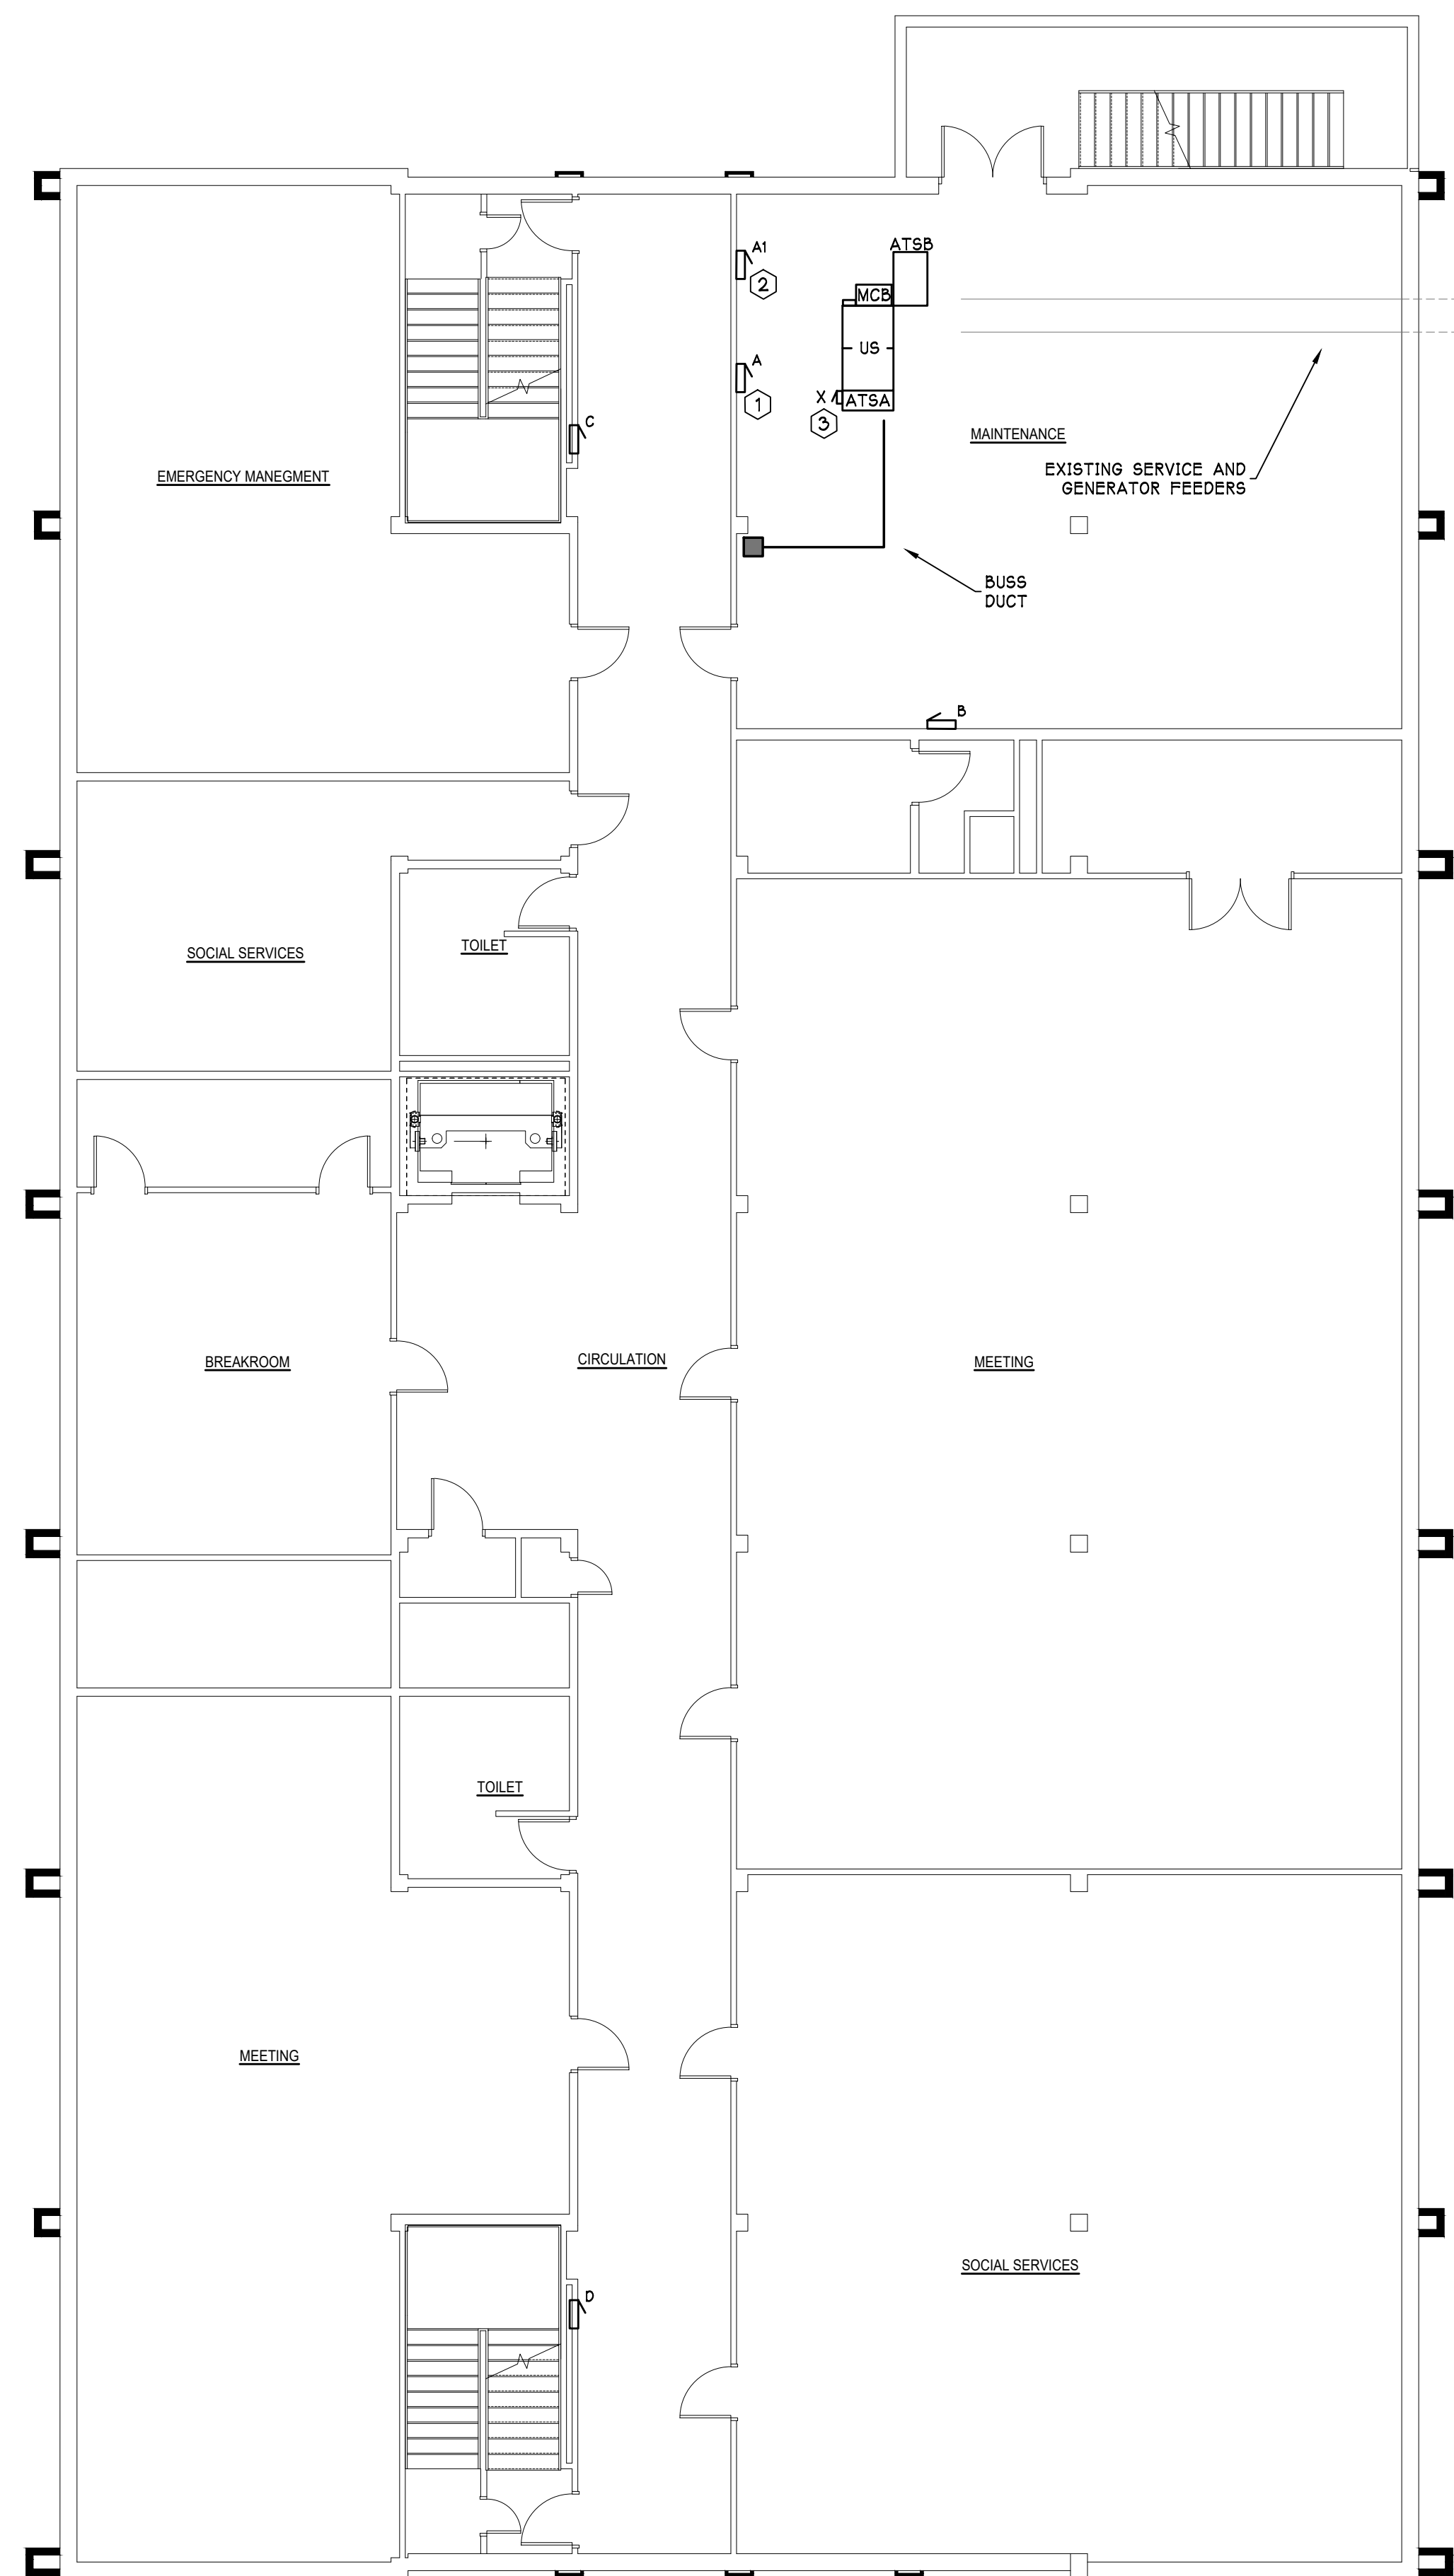 ATSB
A1
2
MCB
US
A
1
X
ATSA
3
C
MAINTENANCE
EXISTING SERVICE AND
GENERATOR FEEDERS
EMERGENCY MANEGMENT
BUSS
DUCT
B
SOCIAL SERVICES
TOILET
BREAKROOM
CIRCULATION
MEETING
TOILET
MEETING
SOCIAL SERVICES
D